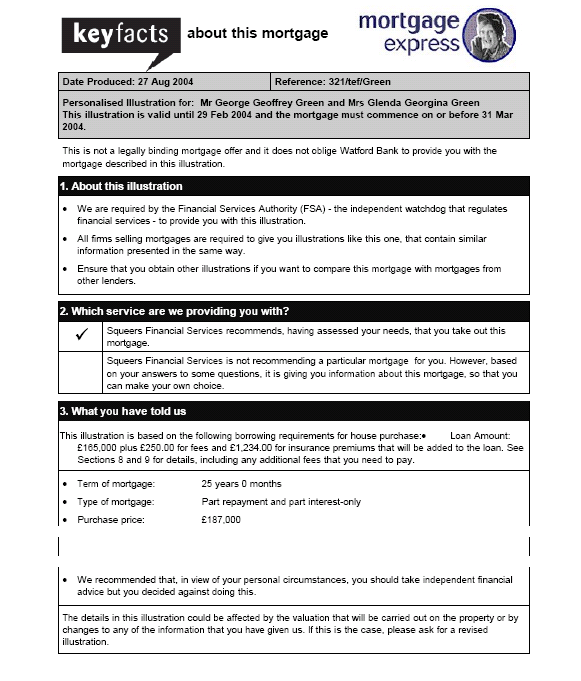 keyfacts about this mortgage
mortgage
express
Date Produced: 27 Aug 2004 Reference: 321/tef/Green
Personalised Illustration for: Mr George Geoffrey Green and Mrs Glenda Georgina Green
This illustration is valid until 29 Feb 2004 and the mortgage must commence on or before 31 Mar
2004.
This is not a legally binding mortgage offer and it does not oblige Watford Bank to provide you with the
mortgage described in this illustration.
1. About this illustration
• We are required by the Financial Services Authority (FSA) - the independent watchdog that regulates
financial services - to provide you with this illustration.
• All firms selling mortgages are required to give you illustrations like this one, that contain similar
information presented in the same way.
• Ensure that you obtain other illustrations if you want to compare this mortgage with mortgages from
other lenders.
2. Which service are we providing you with?
✓ Squeers Financial Services recommends, having assessed your needs, that you take out this
mortgage.
Squeers Financial Services is not recommending a particular mortgage for you. However, based
on your answers to some questions, it is giving you information about this mortgage, so that you
can make your own choice.
3. What you have told us
This illustration is based on the following borrowing requirements for house purchase:• Loan Amount:
£165,000 plus £250.00 for fees and £1,234.00 for insurance premiums that will be added to the loan. See
Sections 8 and 9 for details, including any additional fees that you need to pay.
• Term of mortgage: 25 years 0 months
• Type of mortgage: Part repayment and part interest-only
• Purchase price: £187,000
• We recommended that, in view of your personal circumstances, you should take independent financial
advice but you decided against doing this.
The details in this illustration could be affected by the valuation that will be carried out on the property or by
changes to any of the information that you have given us. If this is the case, please ask for a revised
illustration.